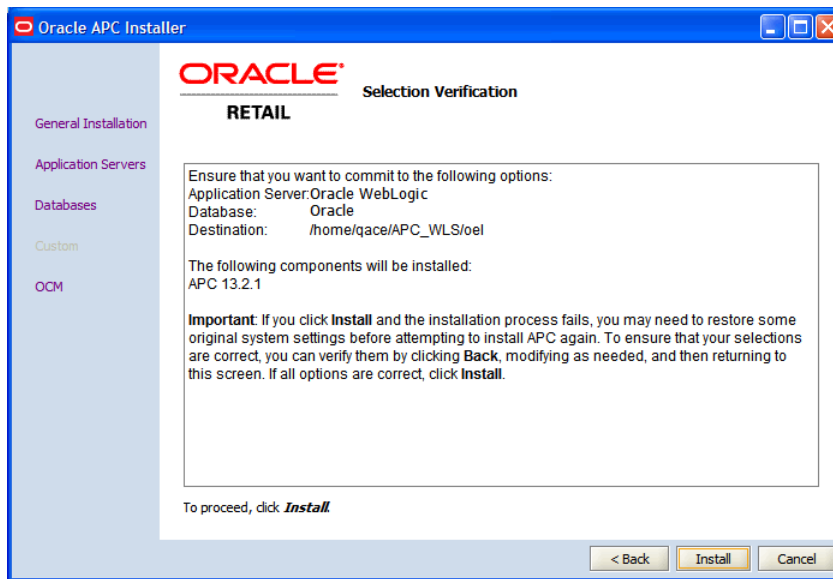 Oracle APC Installer
ORACLE®
RETAIL
Selection Verification
General Installation
Application Servers
Databases
Custom
OCM
Ensure that you want to commit to the following options:
Application Server:Oracle WebLogic
Database: Oracle
Destination: /home/qace/APC_WLS/oel
The following components will be installed:
APC 13.2.1
Important: If you click Install and the installation process fails, you may need to restore some
original system settings before attempting to install APC again. To ensure that your selections
are correct, you can verify them by clicking Back, modifying as needed, and then returning to
this screen. If all options are correct, click Install.
To proceed, click Install.
< Back
Install
Cancel